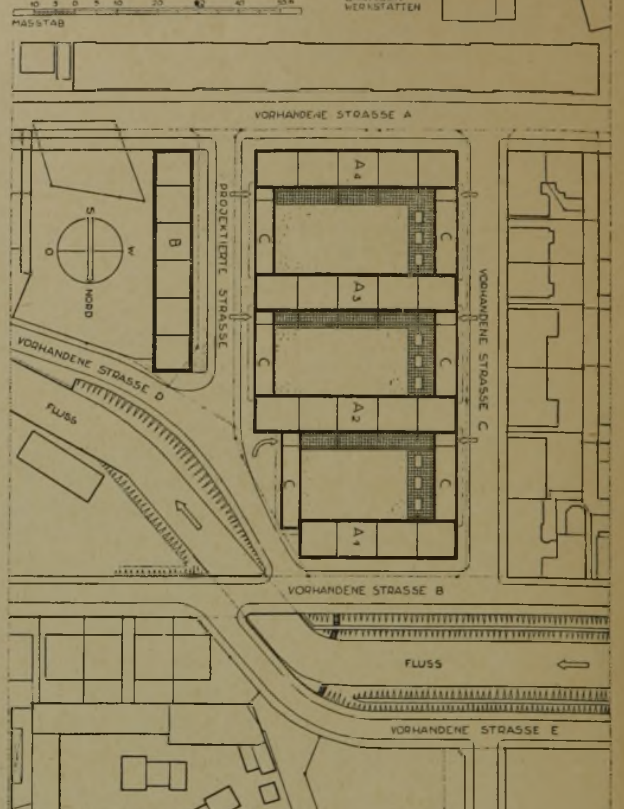 MASSTAB
WERKSTÄTTEN
VORHANDENE STRASSE A
PROJEKTIERTE STRASSE
VORHANDENE STRASSE C
A4
C
C
B
S
O
W
NORD
A3
C
C
A2
C
C
A1
VORHANDENE STRASSE D
FLUSS
VORHANDENE STRASSE B
FLUSS
VORHANDENE STRASSE E